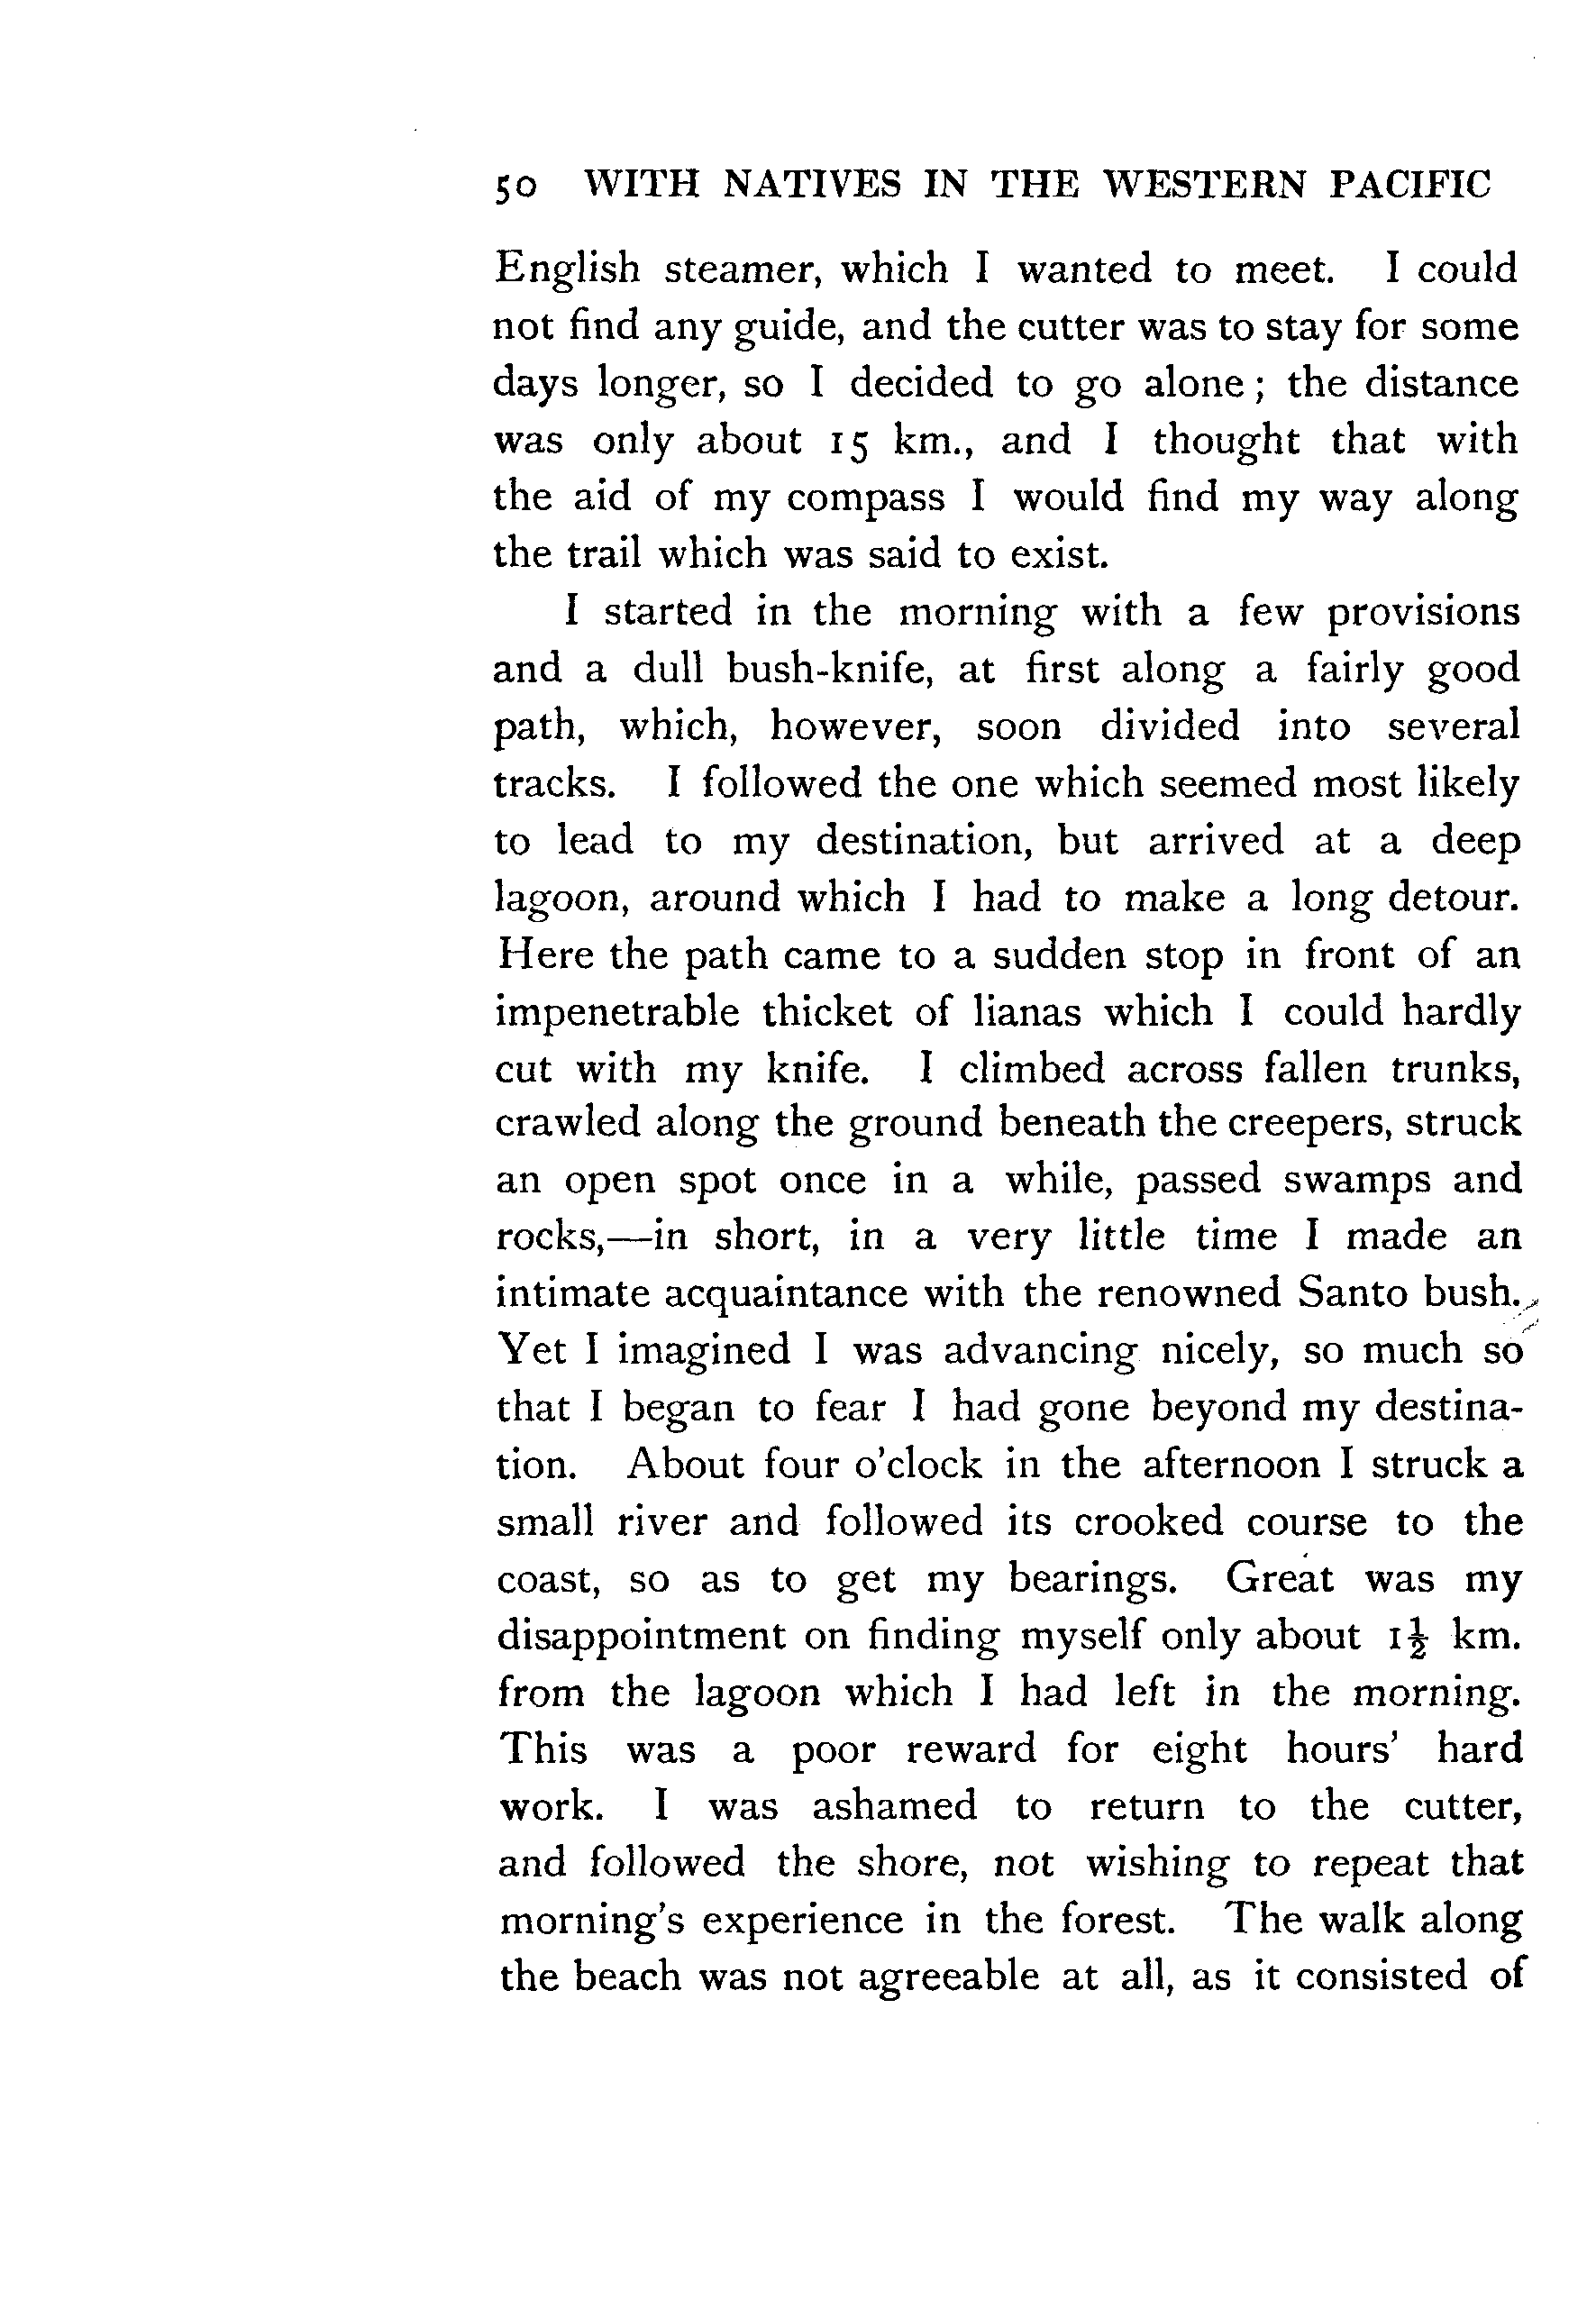 50 WITH NATIVES IN THE WESTERN PACIFIC
English steamer, which I wanted to meet. I could
not find any guide, and the cutter was to stay for some
days longer, so I decided to go alone; the distance
was only about 15 km., and I thought that with
the aid of my compass I would find my way along
the trail which was said to exist.
I started in the morning with a few provisions
and a dull bush-knife, at first along a fairly good
path, which, however, soon divided into several
tracks. I followed the one which seemed most likely
to lead to my destination, but arrived at a deep
lagoon, around which I had to make a long detour.
Here the path came to a sudden stop in front of an
impenetrable thicket of lianas which I could hardly
cut with my knife. I climbed across fallen trunks,
crawled along the ground beneath the creepers, struck
an open spot once in a while, passed swamps and
rocks,—in short, in a very little time I made an
intimate acquaintance with the renowned Santo bush.
Yet I imagined I was advancing nicely, so much so
that I began to fear I had gone beyond my destina-
tion. About four o'clock in the afternoon I struck a
small river and followed its crooked course to the
coast, so as to get my bearings. Great was my
disappointment on finding myself only about 1½ km.
from the lagoon which I had left in the morning.
This was a poor reward for eight hours' hard
work. I was ashamed to return to the cutter,
and followed the shore, not wishing to repeat that
morning's experience in the forest. The walk along
the beach was not agreeable at all, as it consisted of